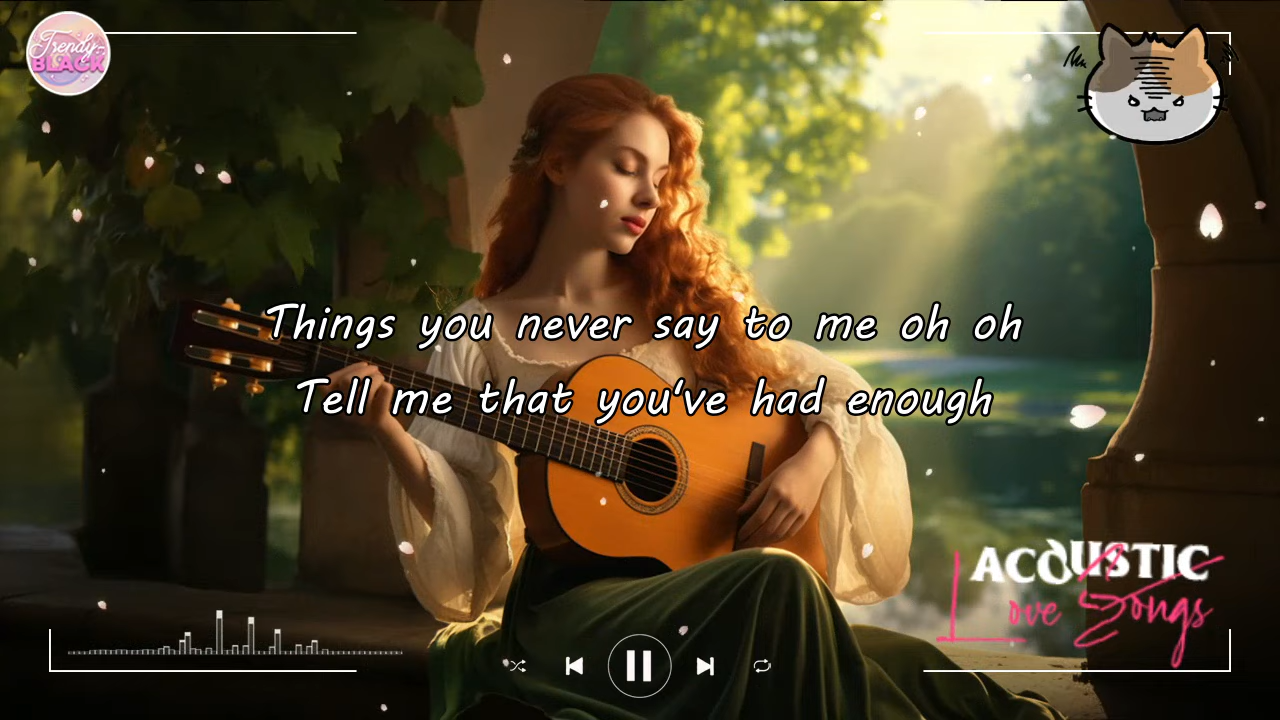 Trendy
BLACK
Things you never say to me oh oh
Tell me that you've had enough
ACOUSTIC
Love Songs